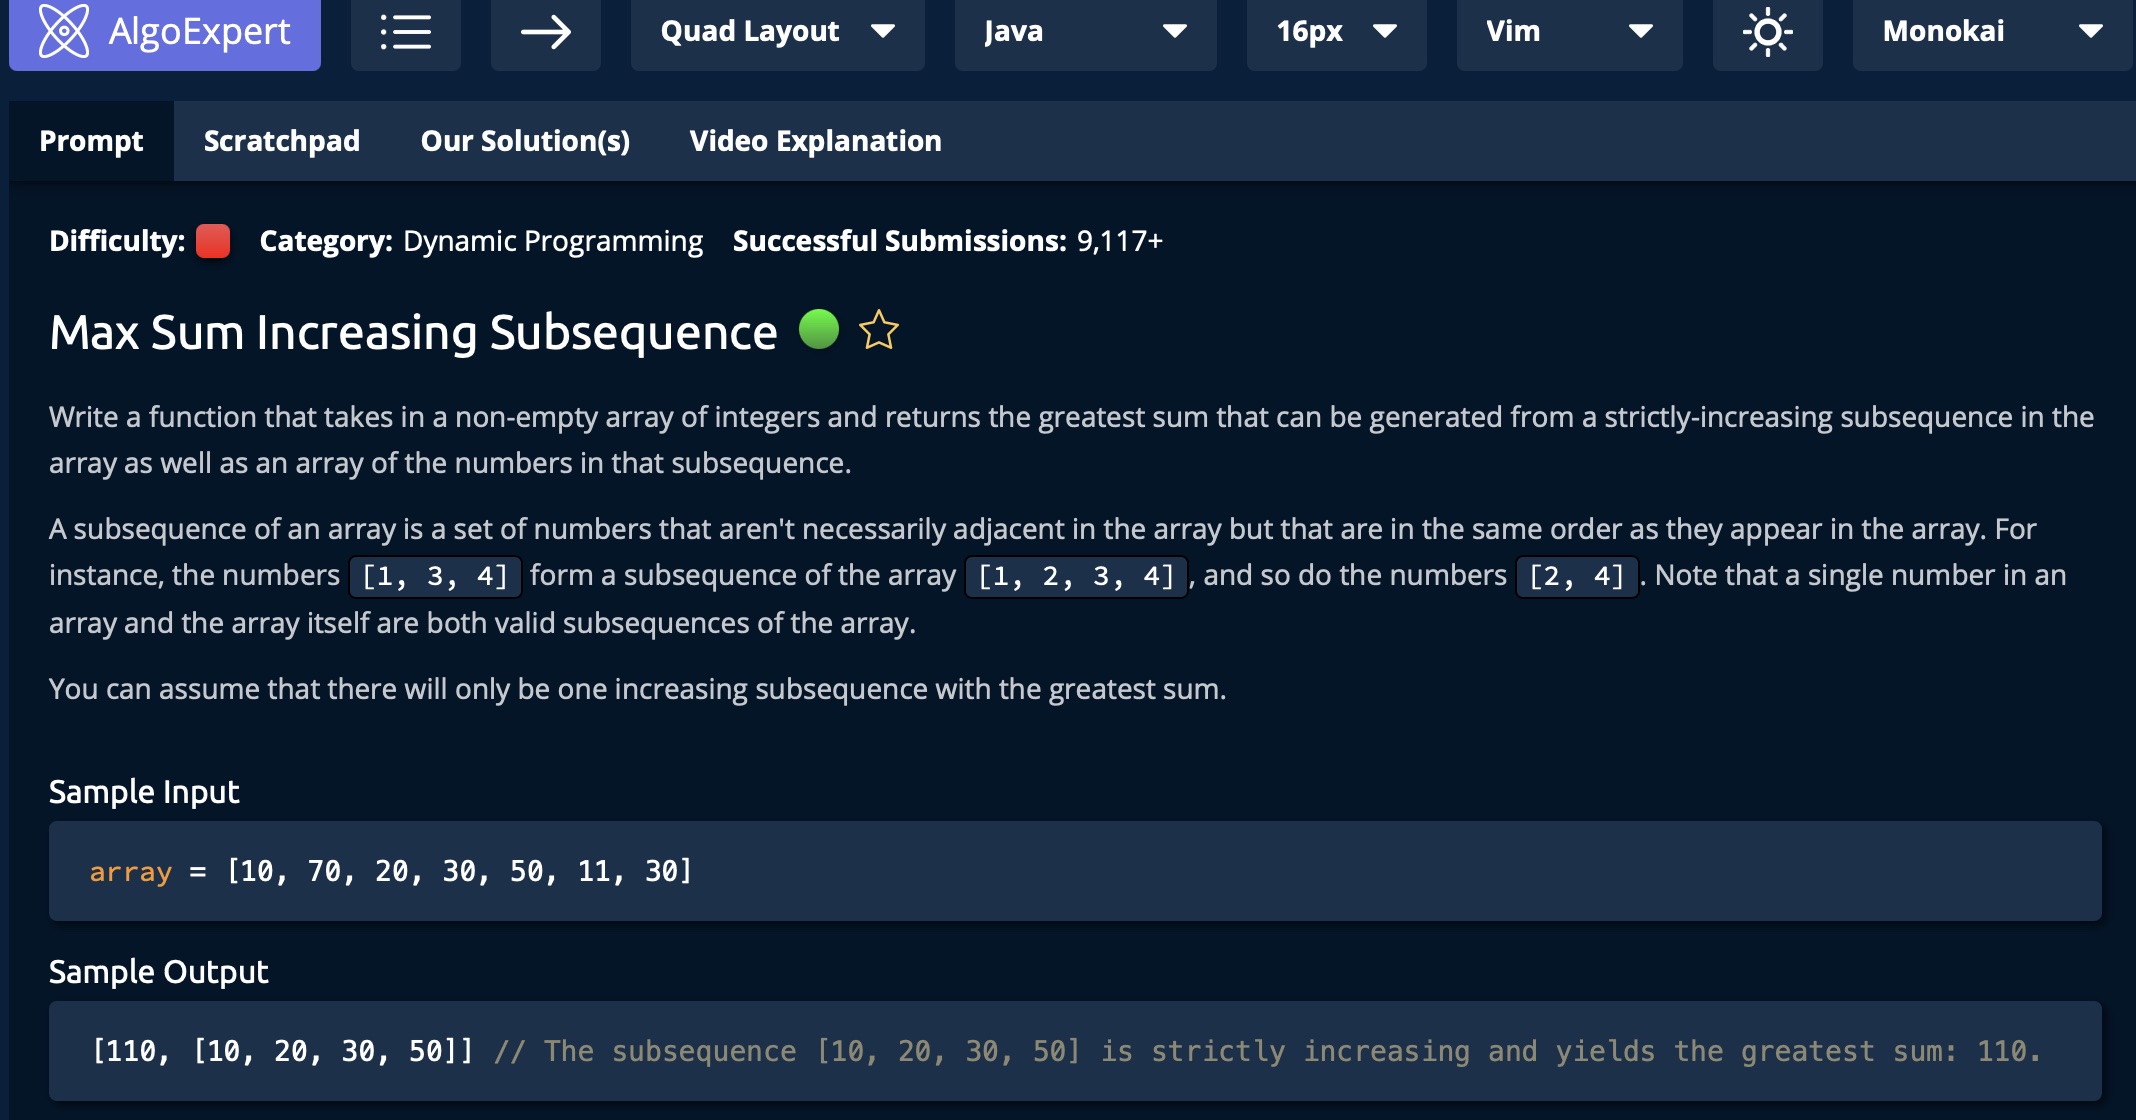 AlgoExpert Quad Layout Java 16px Vim Monokai
Prompt Scratchpad Our Solution(s) Video Explanation
Difficulty: Category: Dynamic Programming Successful Submissions: 9,117+
Max Sum Increasing Subsequence
Write a function that takes in a non-empty array of integers and returns the greatest sum that can be generated from a strictly-increasing subsequence in the
array as well as an array of the numbers in that subsequence.
A subsequence of an array is a set of numbers that aren't necessarily adjacent in the array but that are in the same order as they appear in the array. For
instance, the numbers [1, 3, 4] form a subsequence of the array [1, 2, 3, 4], and so do the numbers [2, 4]. Note that a single number in an
array and the array itself are both valid subsequences of the array.
You can assume that there will only be one increasing subsequence with the greatest sum.
Sample Input
array = [10, 70, 20, 30, 50, 11, 30]
Sample Output
[110, [10, 20, 30, 50]] // The subsequence [10, 20, 30, 50] is strictly increasing and yields the greatest sum: 110.